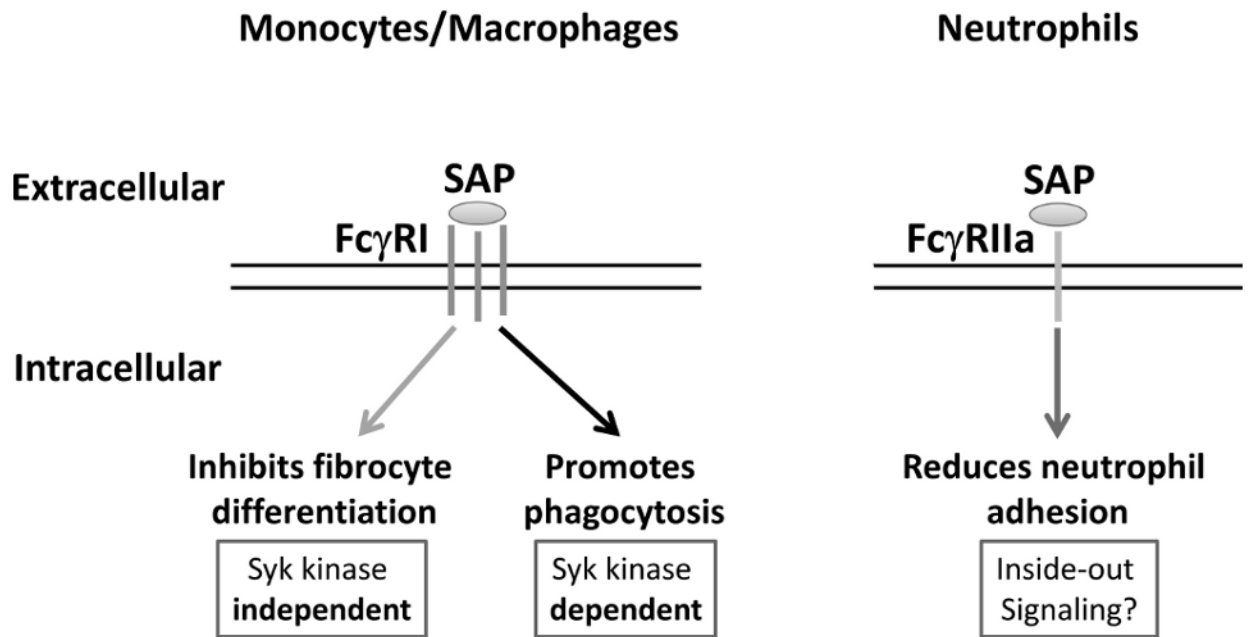 Monocytes/Macrophages
Neutrophils
Extracellular
SAP
SAP
FcγRI
FcγRIIa
Intracellular
Inhibits fibrocyte
differentiation
Syk kinase
independent
Promotes
phagocytosis
Syk kinase
dependent
Reduces neutrophil
adhesion
Inside-out
Signaling?